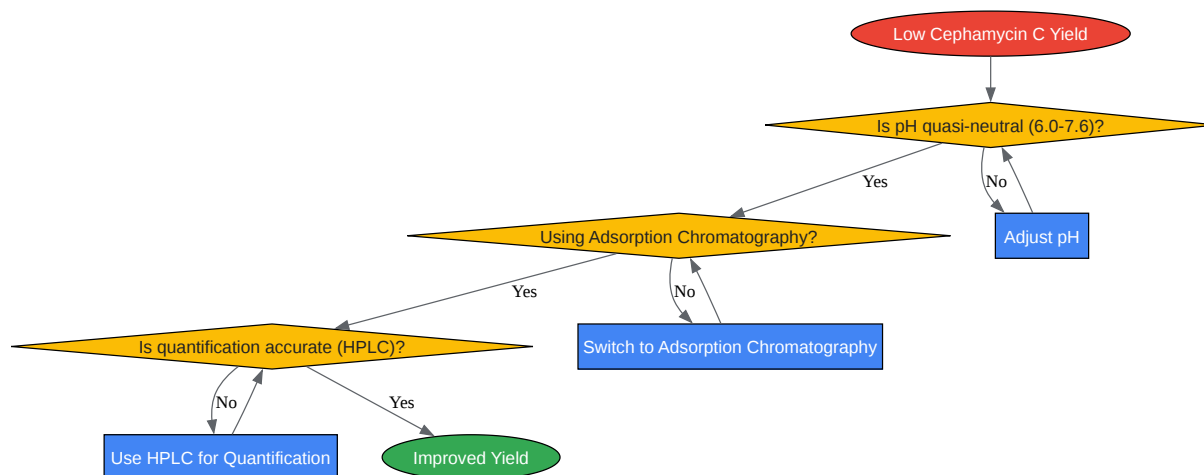 Low Cephamycin C Yield
Is pH quasi-neutral (6.0-7.6)?
Yes
No
Adjust pH
Using Adsorption Chromatography?
Yes
No
Switch to Adsorption Chromatography
Is quantification accurate (HPLC)?
No
Yes
Use HPLC for Quantification
Improved Yield